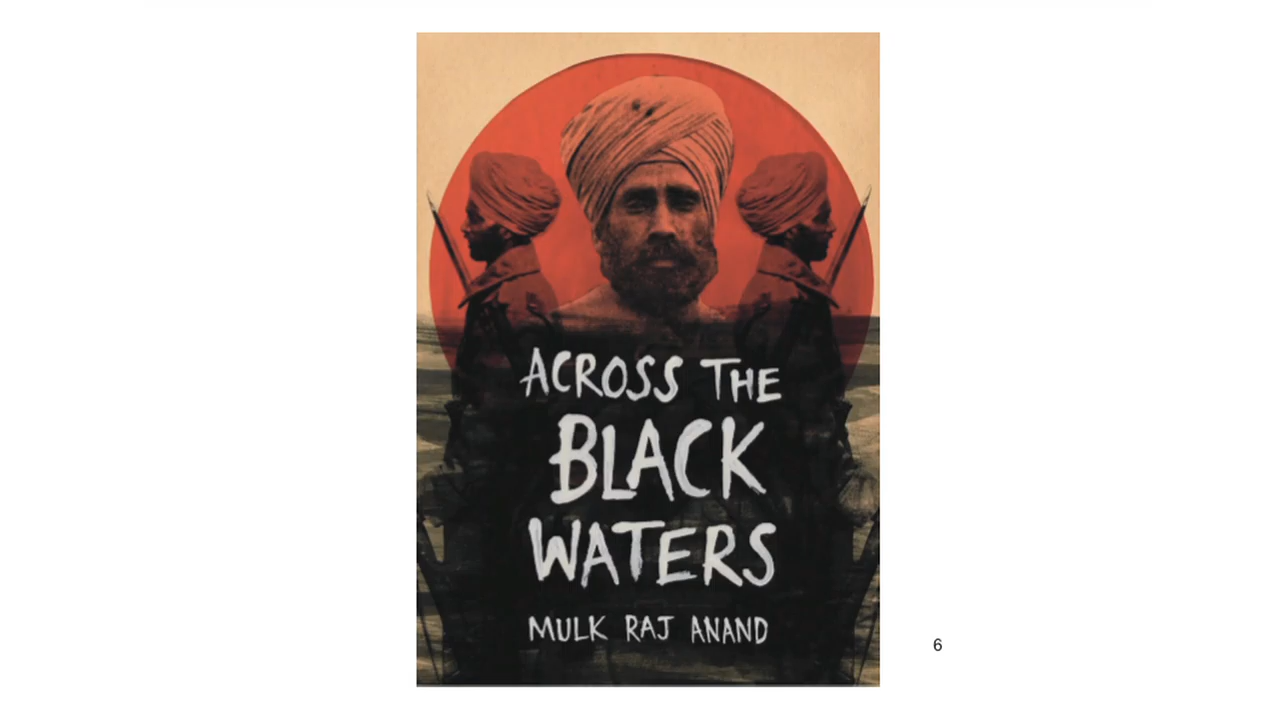 ACROSS THE
BLACK
WATERS
MULK RAJ ANAND
6